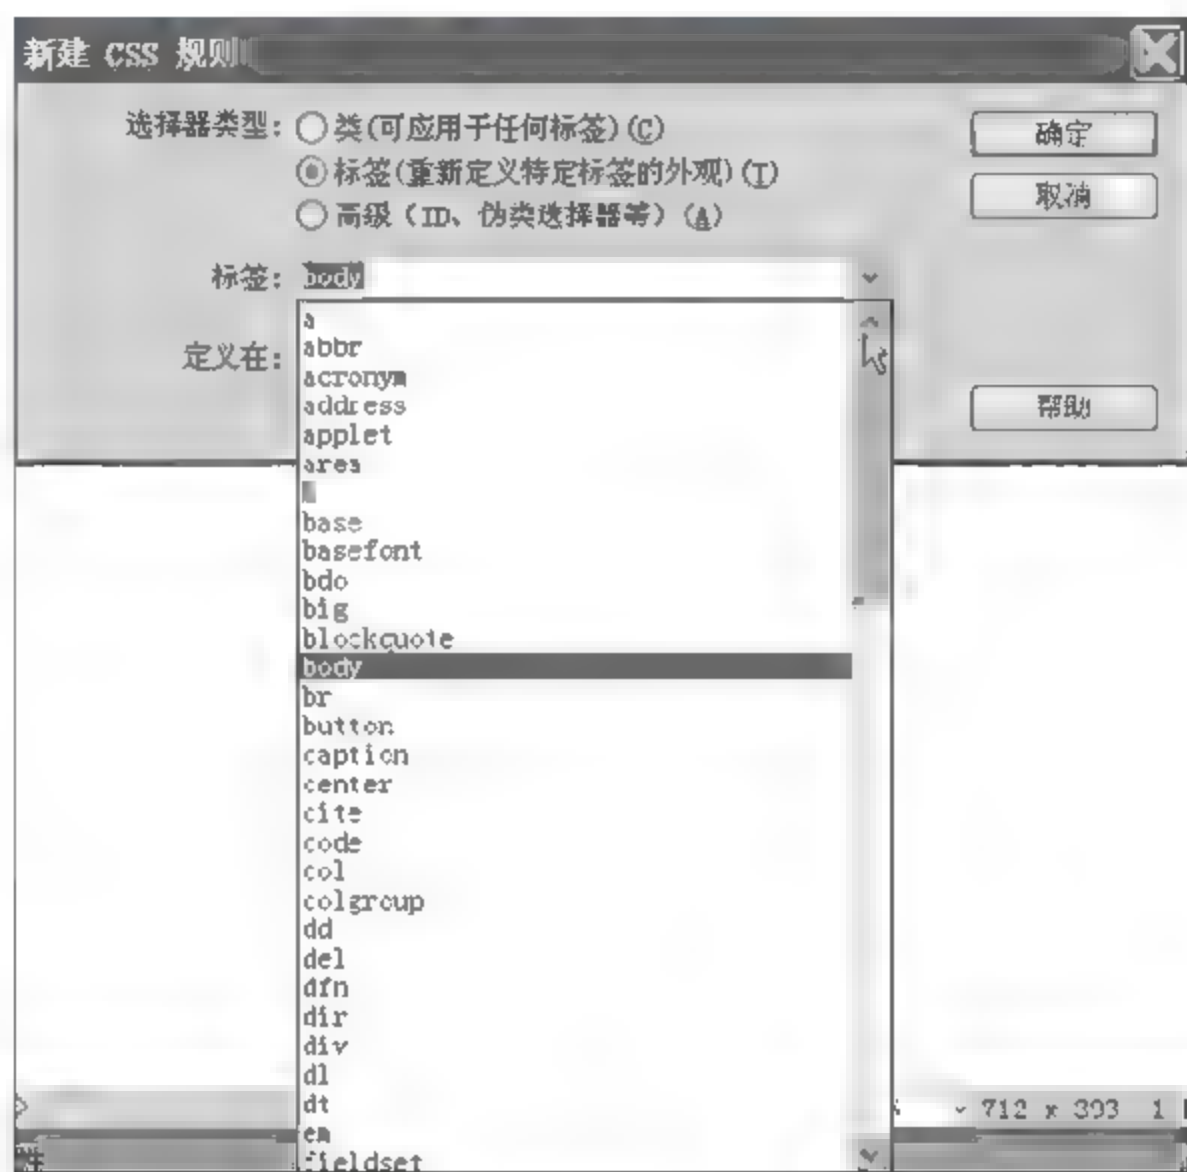 新建 CSS 规则
选择器类型: 类(可应用于任何标签)(C)
标签(重新定义特定标签的外观)(T)
高级（ID、伪类选择器等）(A)
确定
取消
标签: body
定义在:
帮助
a
abbr
acronym
address
applet
area
base
basefont
bdo
big
blockquote
body
br
button
caption
center
cite
code
col
colgroup
dd
del
dfn
dir
div
dl
dt
em
fieldset
712 x 393 1